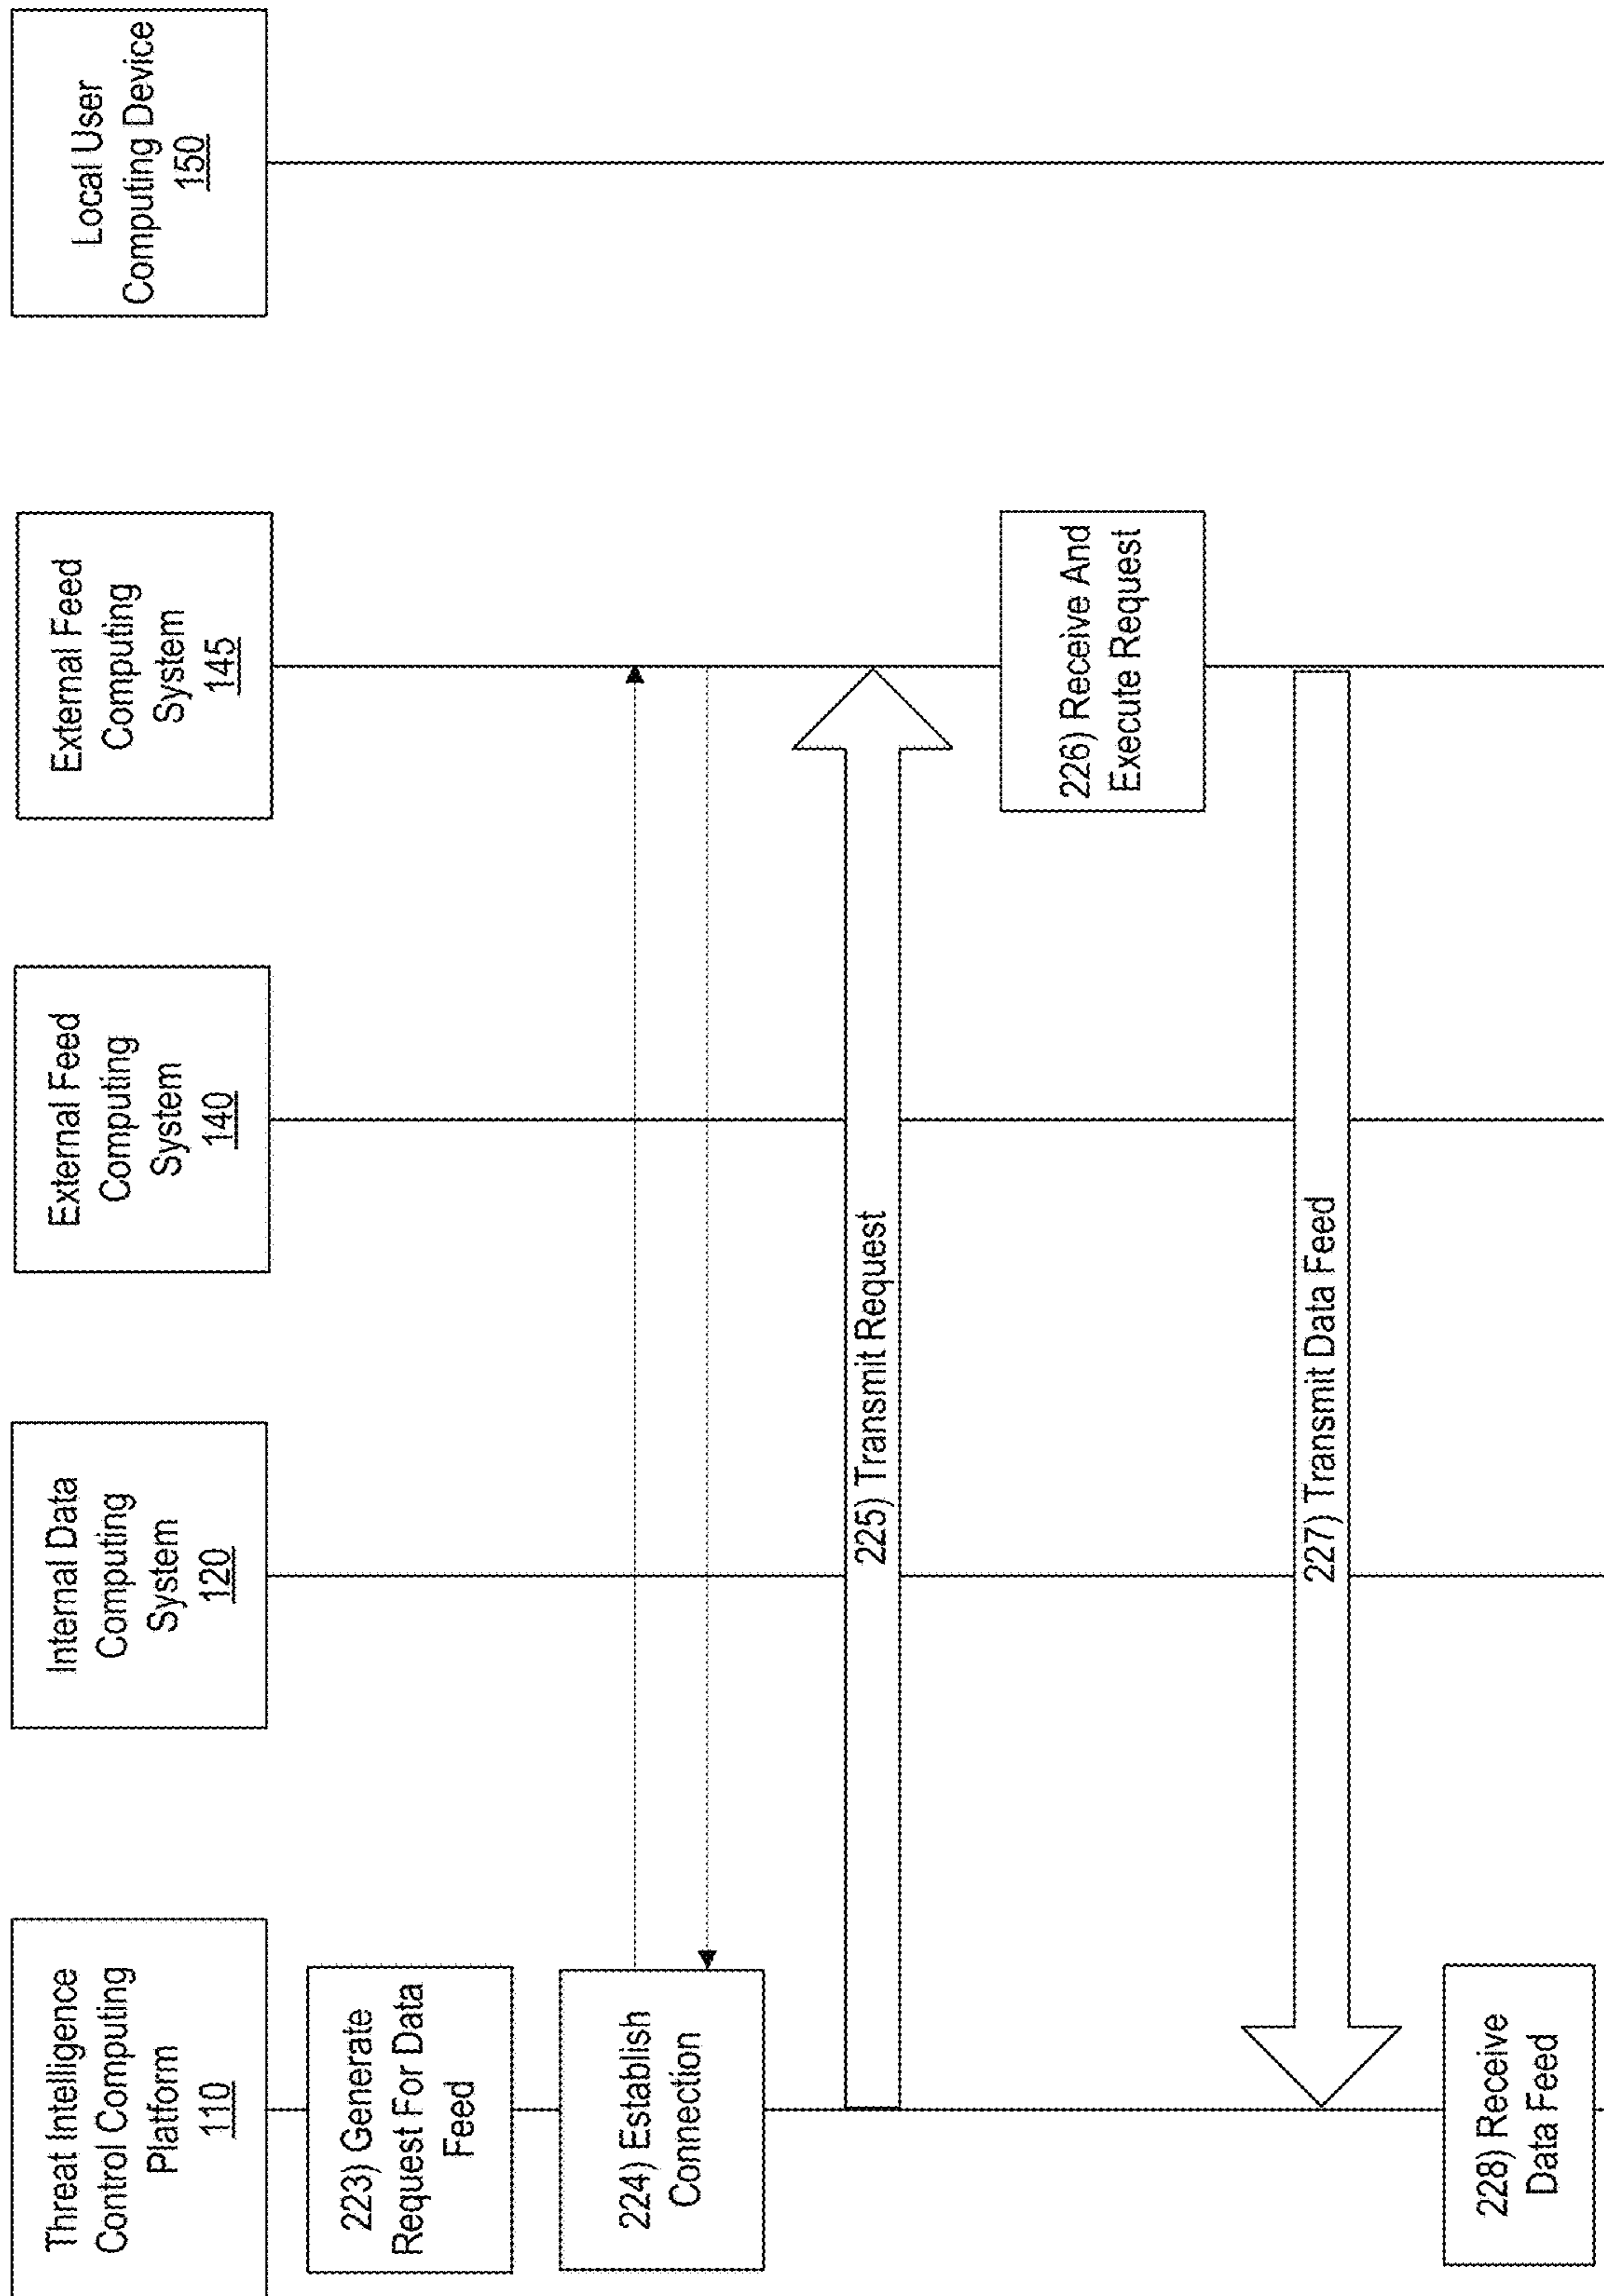 Threat Intelligence
Control Computing
Platform
110
Internal Data
Computing
System
120
External Feed
Computing
System
140
External Feed
Computing
System
145
Local User
Computing Device
150
223) Generate
Request For Data
Feed
224) Establish
Connection
225) Transmit Request
226) Receive And
Execute Request
227) Transmit Data Feed
228) Receive
Data Feed